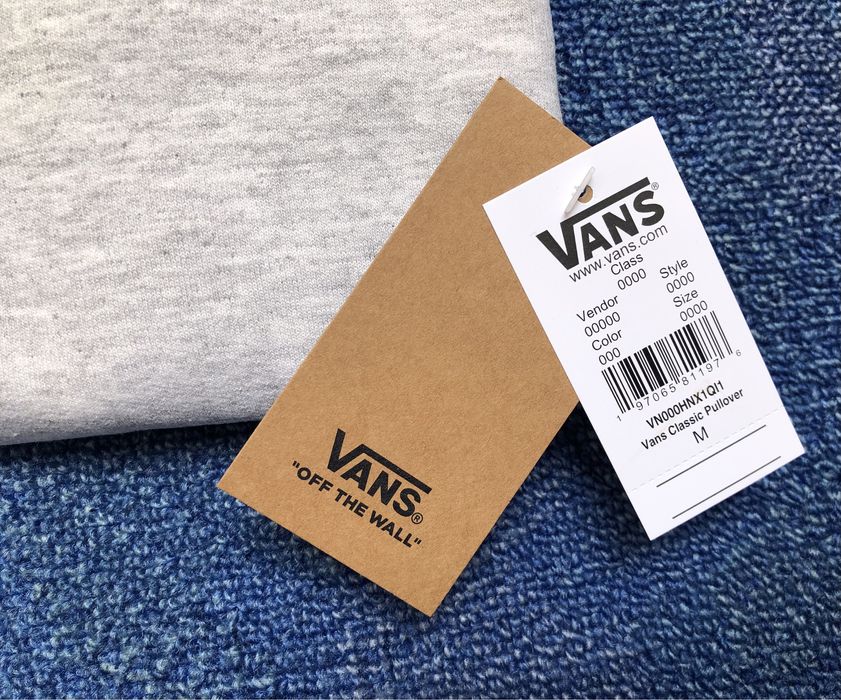 VANS®
"OFF THE WALL"
VANS®
www.vans.com
Class
0000
Vendor
00000
Style
0000
Color
000
Size
0000
1 97065 81197 6
VN000HNX1QI1
Vans Classic Pullover
M